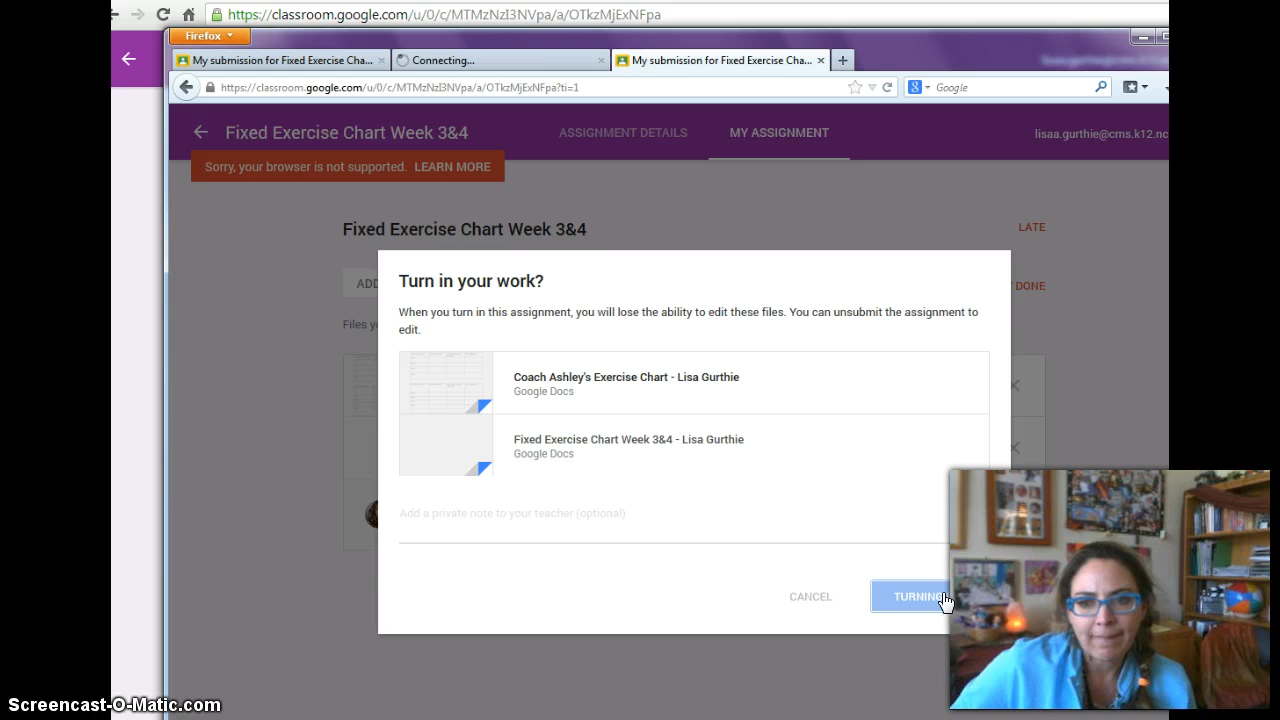 https://classroom.google.com/u/0/c/MTMzNzI3NVpa/a/OTkzMjExNFpa
Firefox
My submission for Fixed Exercise Cha...
Connecting...
My submission for Fixed Exercise Cha...
https://classroom.google.com/u/0/c/MTMzNzI3NVpa/a/OTkzMjExNFpa?ti=1
Google
Fixed Exercise Chart Week 3&4
ASSIGNMENT DETAILS
MY ASSIGNMENT
lisaa.gurthie@cms.k12.nc
Sorry, your browser is not supported. LEARN MORE
Fixed Exercise Chart Week 3&4
LATE
ADD
DONE
Files y
Turn in your work?
When you turn in this assignment, you will lose the ability to edit these files. You can unsubmit the assignment to
edit.
Coach Ashley's Exercise Chart - Lisa Gurthie
Google Docs
Fixed Exercise Chart Week 3&4 - Lisa Gurthie
Google Docs
Add a private note to your teacher (optional)
CANCEL
TURNING
Screencast-O-Matic.com